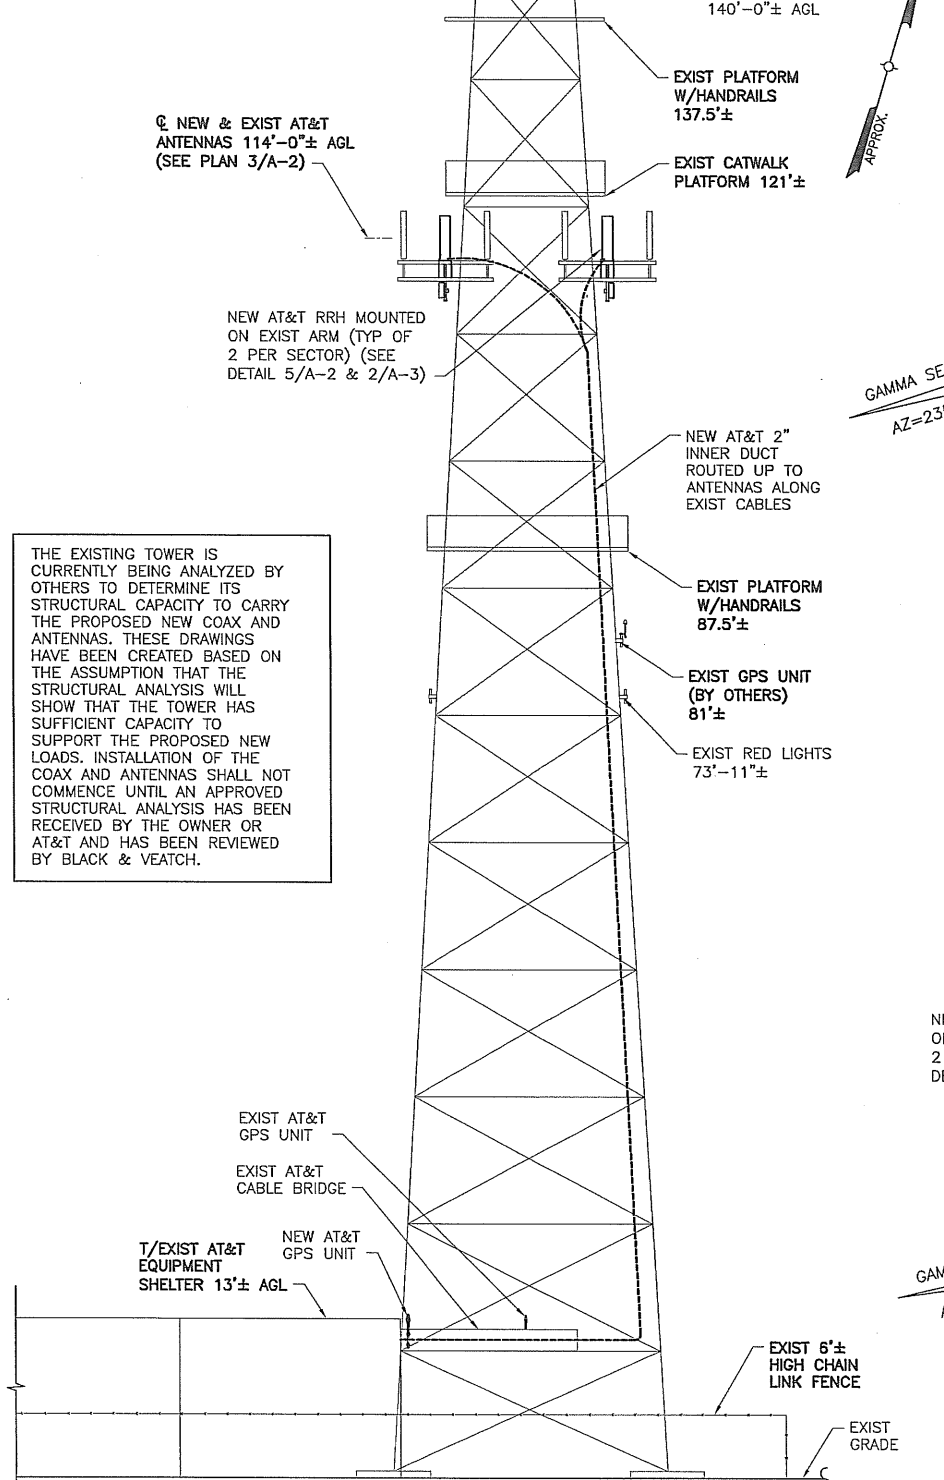 140'-0"± AGL
EXIST PLATFORM
W/HANDRAILS
137.5'±
APPROX.
℄ NEW & EXIST AT&T
ANTENNAS 114'-0"± AGL
(SEE PLAN 3/A-2)
EXIST CATWALK
PLATFORM 121'±
NEW AT&T RRH MOUNTED
ON EXIST ARM (TYP OF
2 PER SECTOR) (SEE
DETAIL 5/A-2 & 2/A-3)
GAMMA SE
AZ=23
NEW AT&T 2"
INNER DUCT
ROUTED UP TO
ANTENNAS ALONG
EXIST CABLES
THE EXISTING TOWER IS
CURRENTLY BEING ANALYZED BY
OTHERS TO DETERMINE ITS
STRUCTURAL CAPACITY TO CARRY
THE PROPOSED NEW COAX AND
ANTENNAS. THESE DRAWINGS
HAVE BEEN CREATED BASED ON
THE ASSUMPTION THAT THE
STRUCTURAL ANALYSIS WILL
SHOW THAT THE TOWER HAS
SUFFICIENT CAPACITY TO
SUPPORT THE PROPOSED NEW
LOADS. INSTALLATION OF THE
COAX AND ANTENNAS SHALL NOT
COMMENCE UNTIL AN APPROVED
STRUCTURAL ANALYSIS HAS BEEN
RECEIVED BY THE OWNER OR
AT&T AND HAS BEEN REVIEWED
BY BLACK & VEATCH.
EXIST PLATFORM
W/HANDRAILS
87.5'±
EXIST GPS UNIT
(BY OTHERS)
81'±
EXIST RED LIGHTS
73'-11"±
EXIST AT&T
GPS UNIT
EXIST AT&T
CABLE BRIDGE
NEW AT&T
GPS UNIT
T/EXIST AT&T
EQUIPMENT
SHELTER 13'± AGL
GAM
EXIST 6'±
HIGH CHAIN
LINK FENCE
EXIST
GRADE